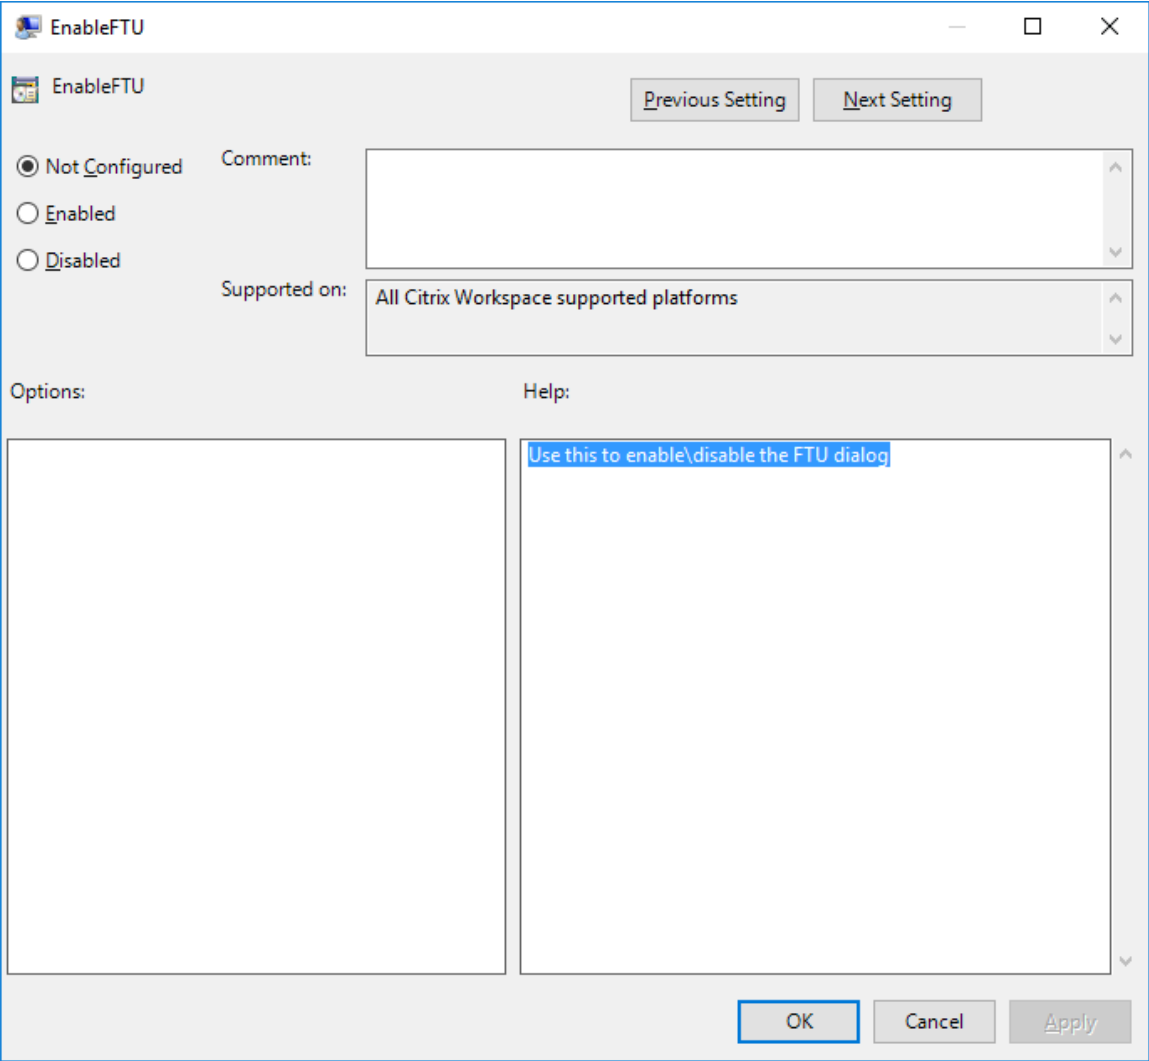 EnableFTU
EnableFTU
Previous Setting
Next Setting
Not Configured
Comment:
Enabled
Disabled
Supported on:
All Citrix Workspace supported platforms
Options:
Help:
Use this to enable\disable the FTU dialog
OK
Cancel
Apply